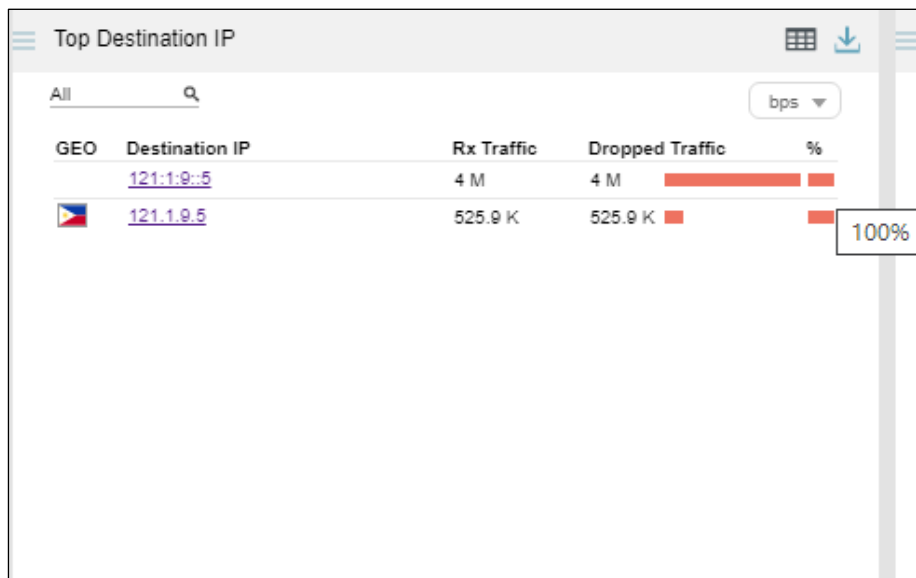 Top Destination IP
All
bps
GEO Destination IP Rx Traffic Dropped Traffic %
121:1:9::5 4 M 4 M
121.1.9.5 525.9 K 525.9 K
100%